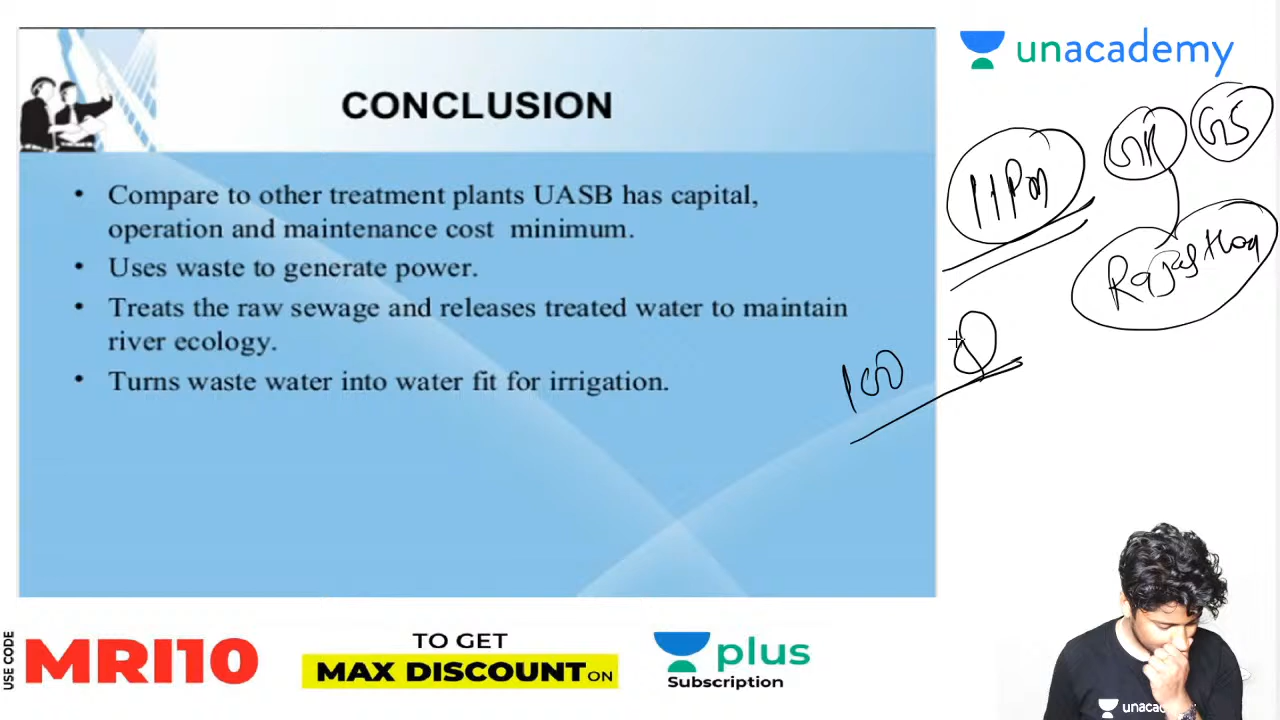 CONCLUSION
• Compare to other treatment plants UASB has capital,
operation and maintenance cost minimum.
• Uses waste to generate power.
• Treats the raw sewage and releases treated water to maintain
river ecology.
• Turns waste water into water fit for irrigation.
unacademy
GS
USE CODE
MRI10
TO GET
MAX DISCOUNT ON
plus
Subscription